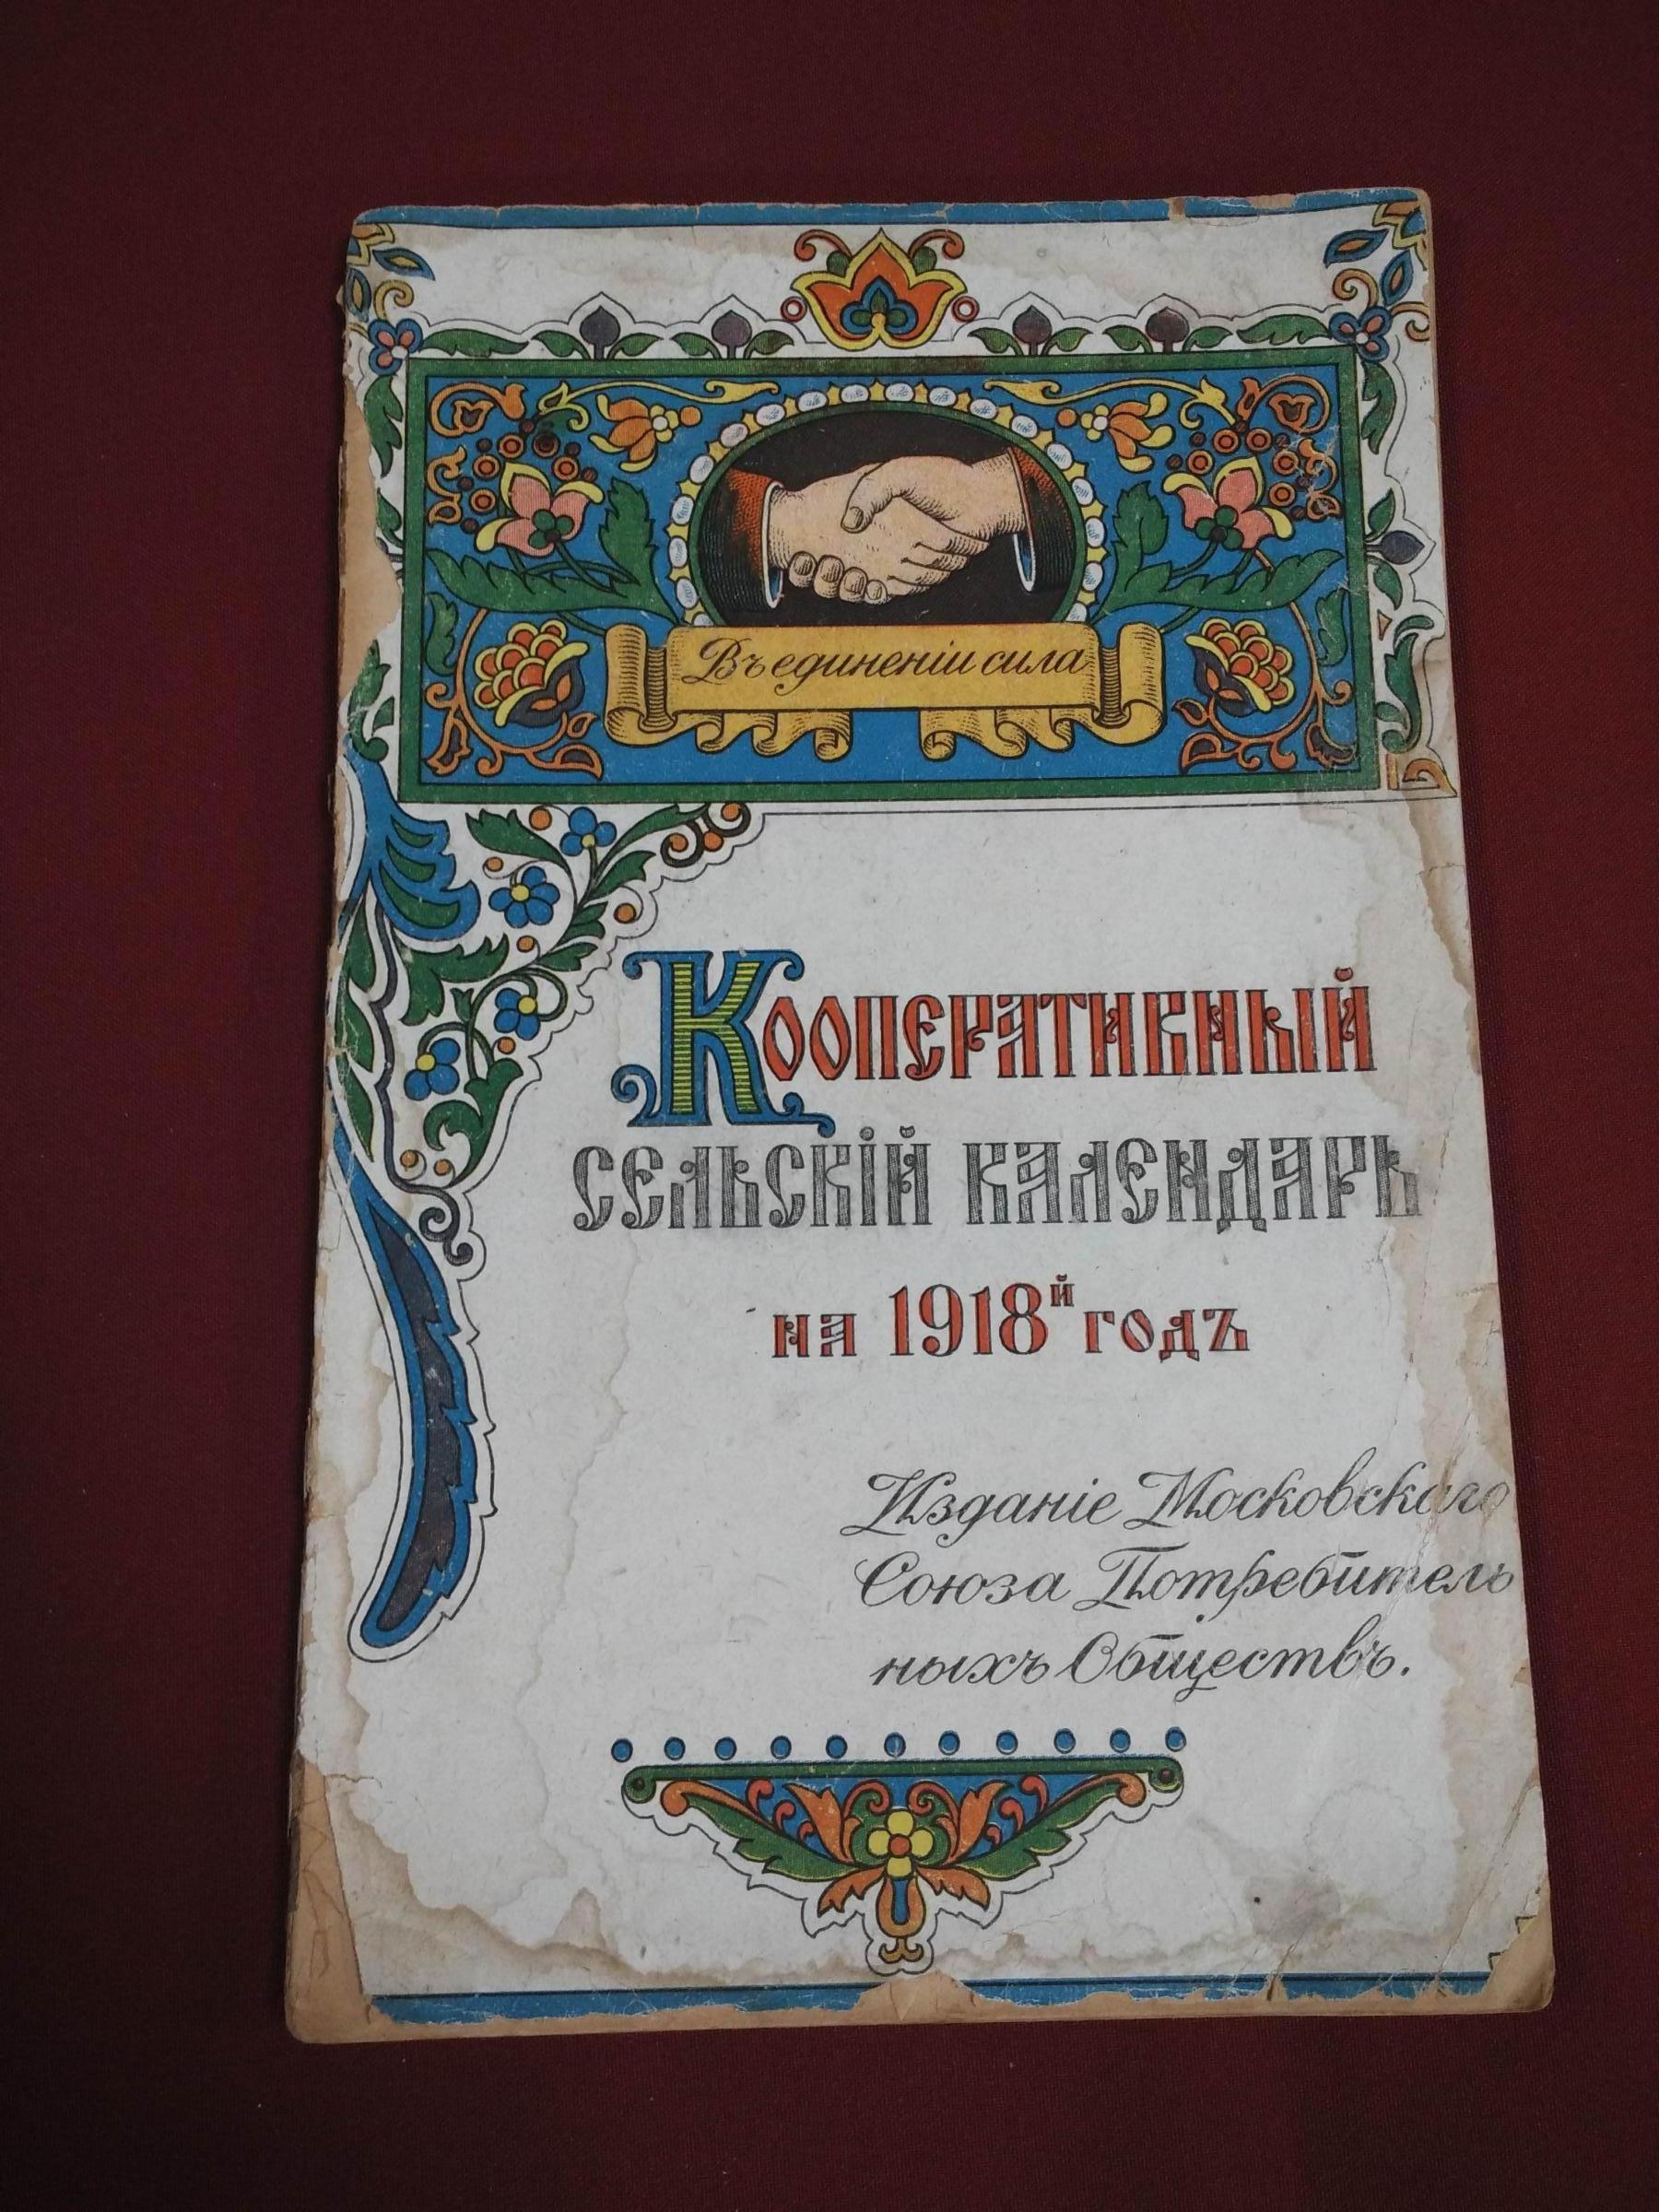 Въ единеніи сила
Кооперативный
сельскій календарь
на 1918й годъ
Изданіе Московскаго
Союза Потребитель
ныхъ Обществъ.